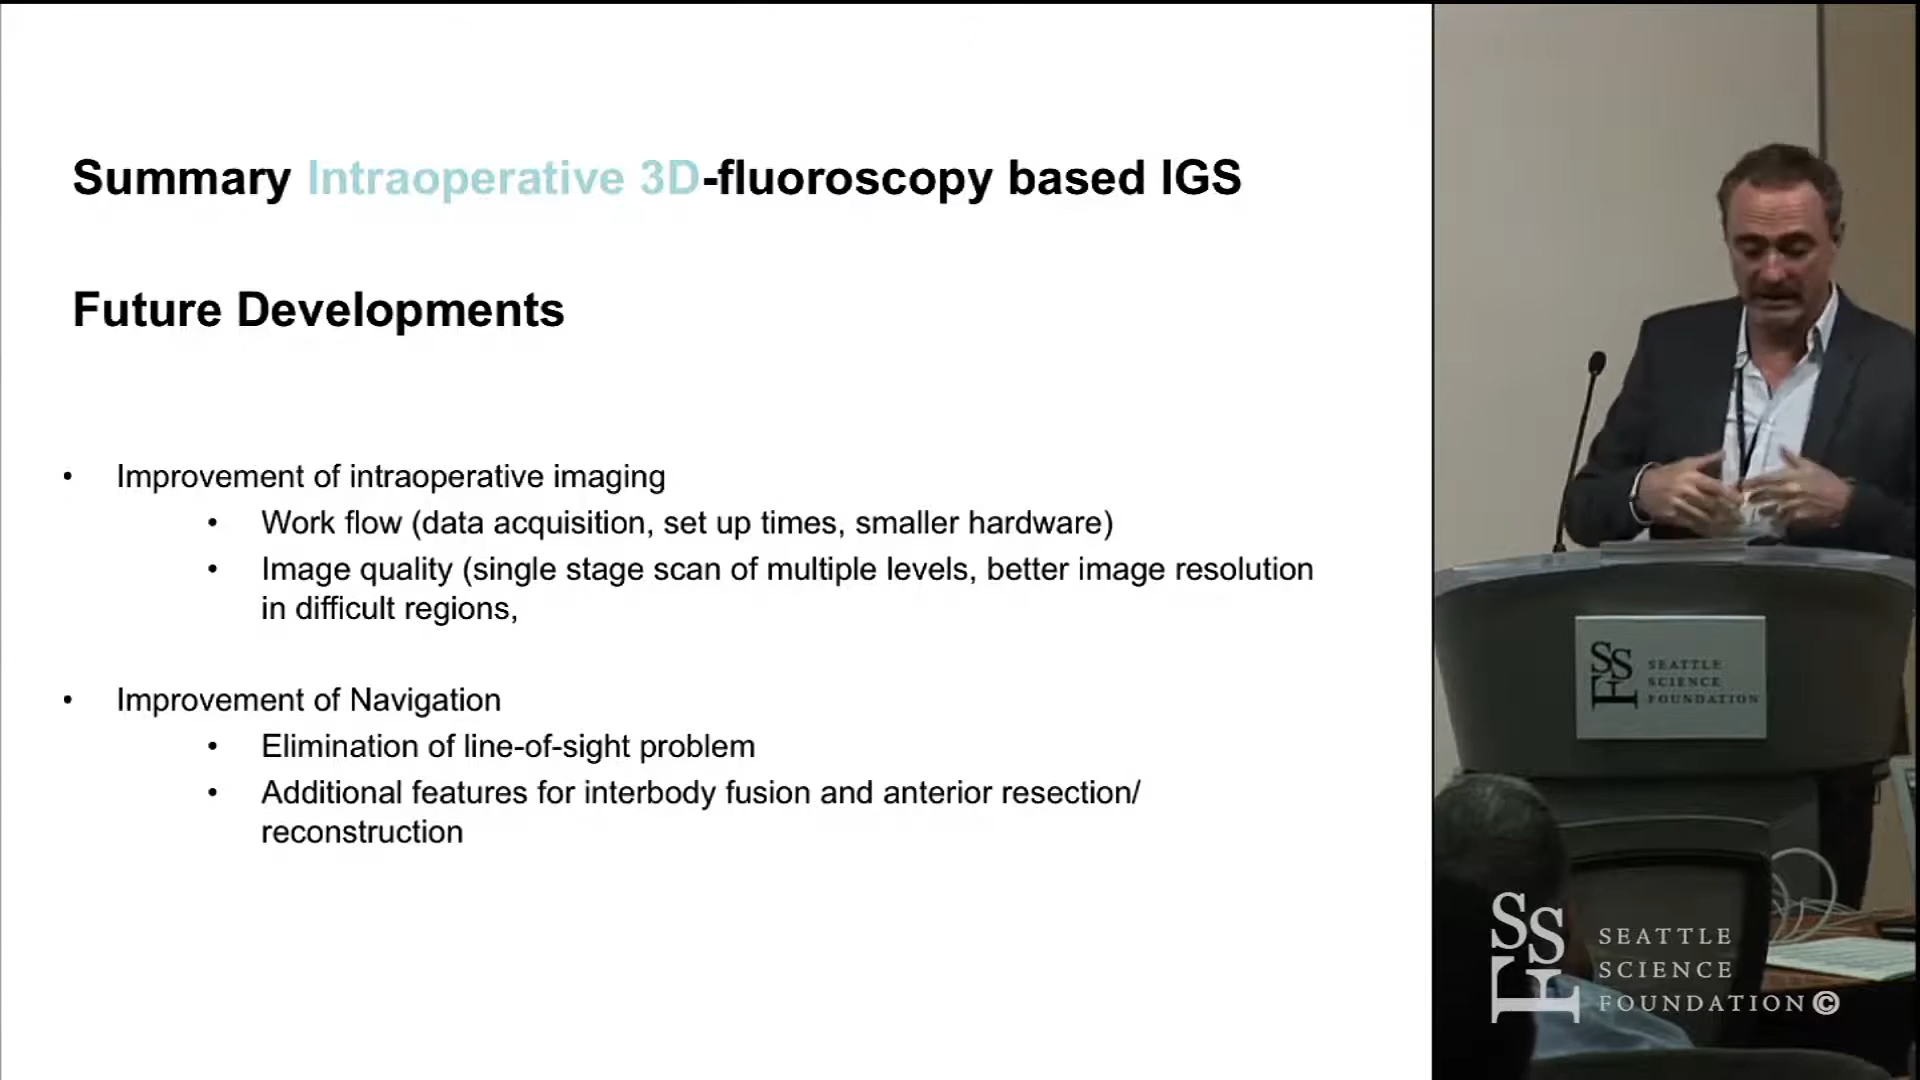 Summary Intraoperative 3D-fluoroscopy based IGS
Future Developments
• Improvement of intraoperative imaging
• Work flow (data acquisition, set up times, smaller hardware)
• Image quality (single stage scan of multiple levels, better image resolution
in difficult regions,
• Improvement of Navigation
• Elimination of line-of-sight problem
• Additional features for interbody fusion and anterior resection/
reconstruction
SSF
SEATTLE
SCIENCE
FOUNDATION
SSF
SEATTLE
SCIENCE
FOUNDATION©